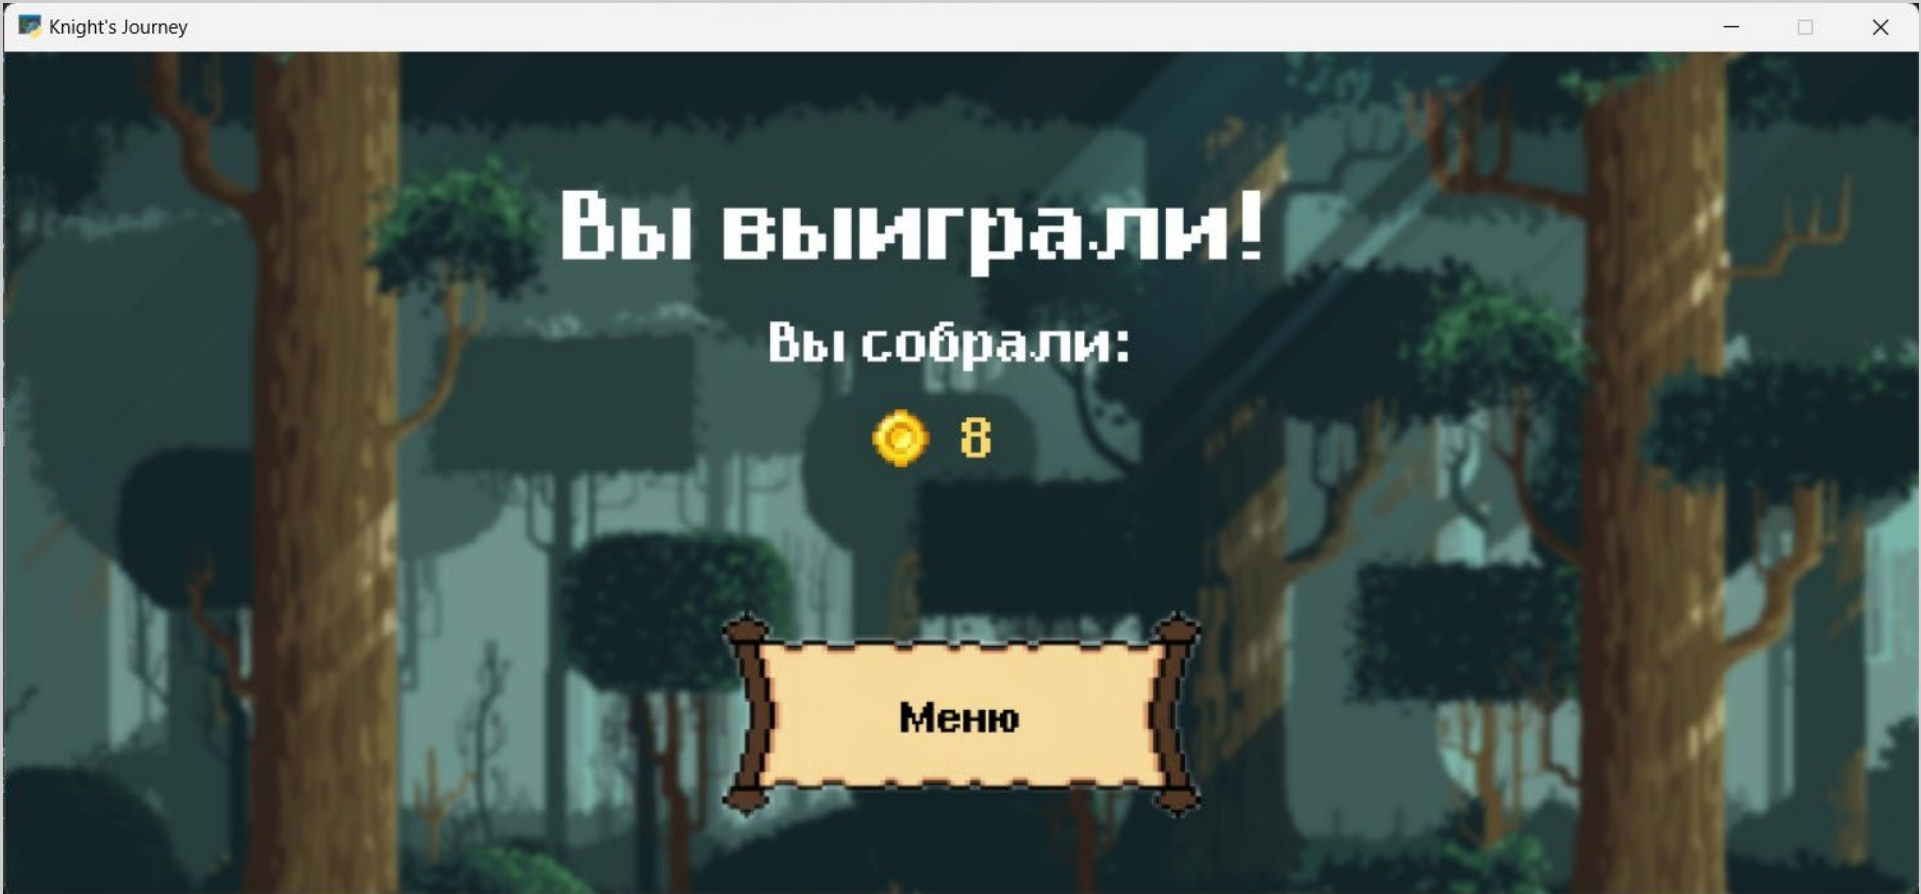 Knight's Journey
Вы выиграли!
Вы собрали:
8
Меню